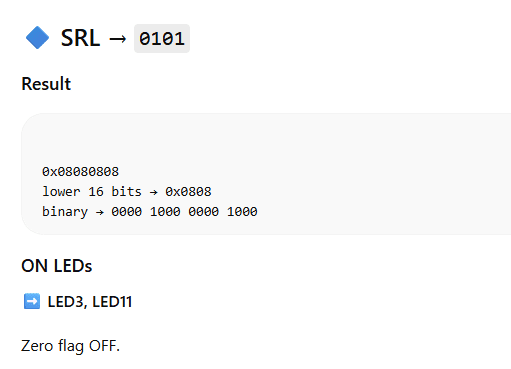 🔷 SRL → 0101
Result
0x08080808
lower 16 bits → 0x0808
binary → 0000 1000 0000 1000
ON LEDs
➡️ LED3, LED11
Zero flag OFF.